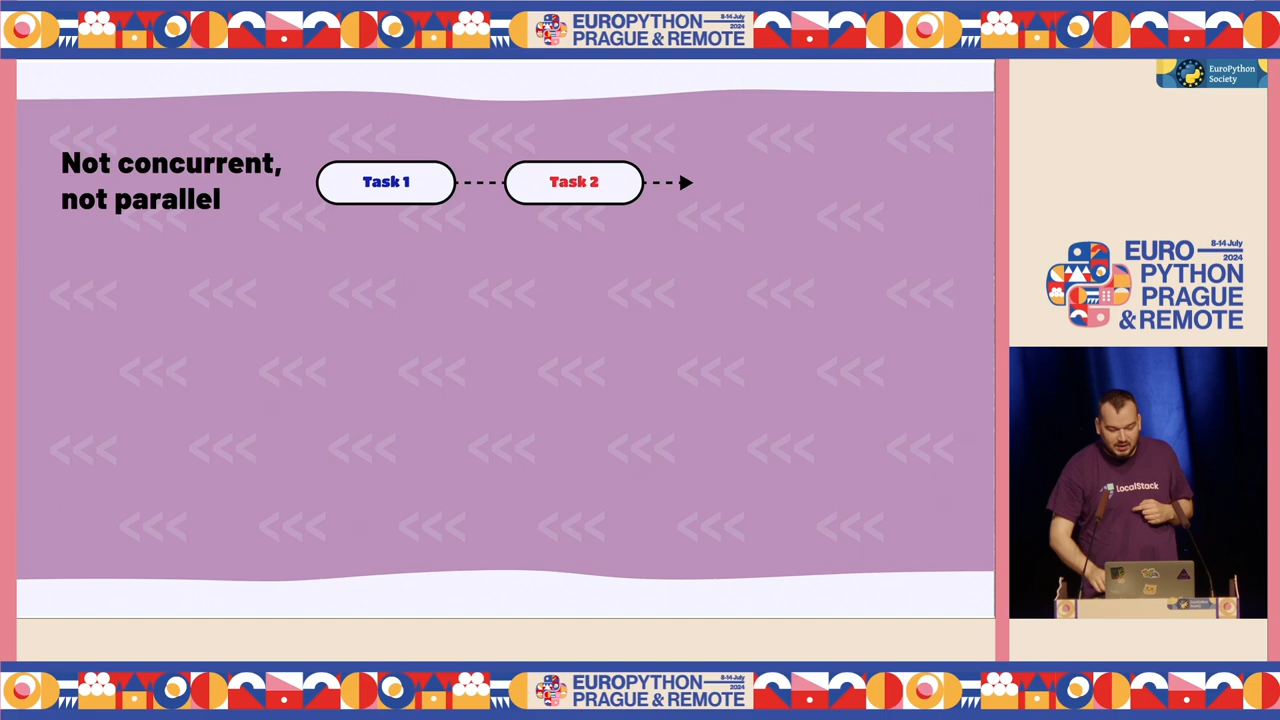 EUROPYTHON
8-14 July
2024
PRAGUE & REMOTE
EuroPython
Society
Not concurrent,
not parallel
Task 1
Task 2
EURO
8-14 July
2024
PYTHON
PRAGUE
& REMOTE
LocalStack
EUROPYTHON
8-14 July
2024
PRAGUE & REMOTE